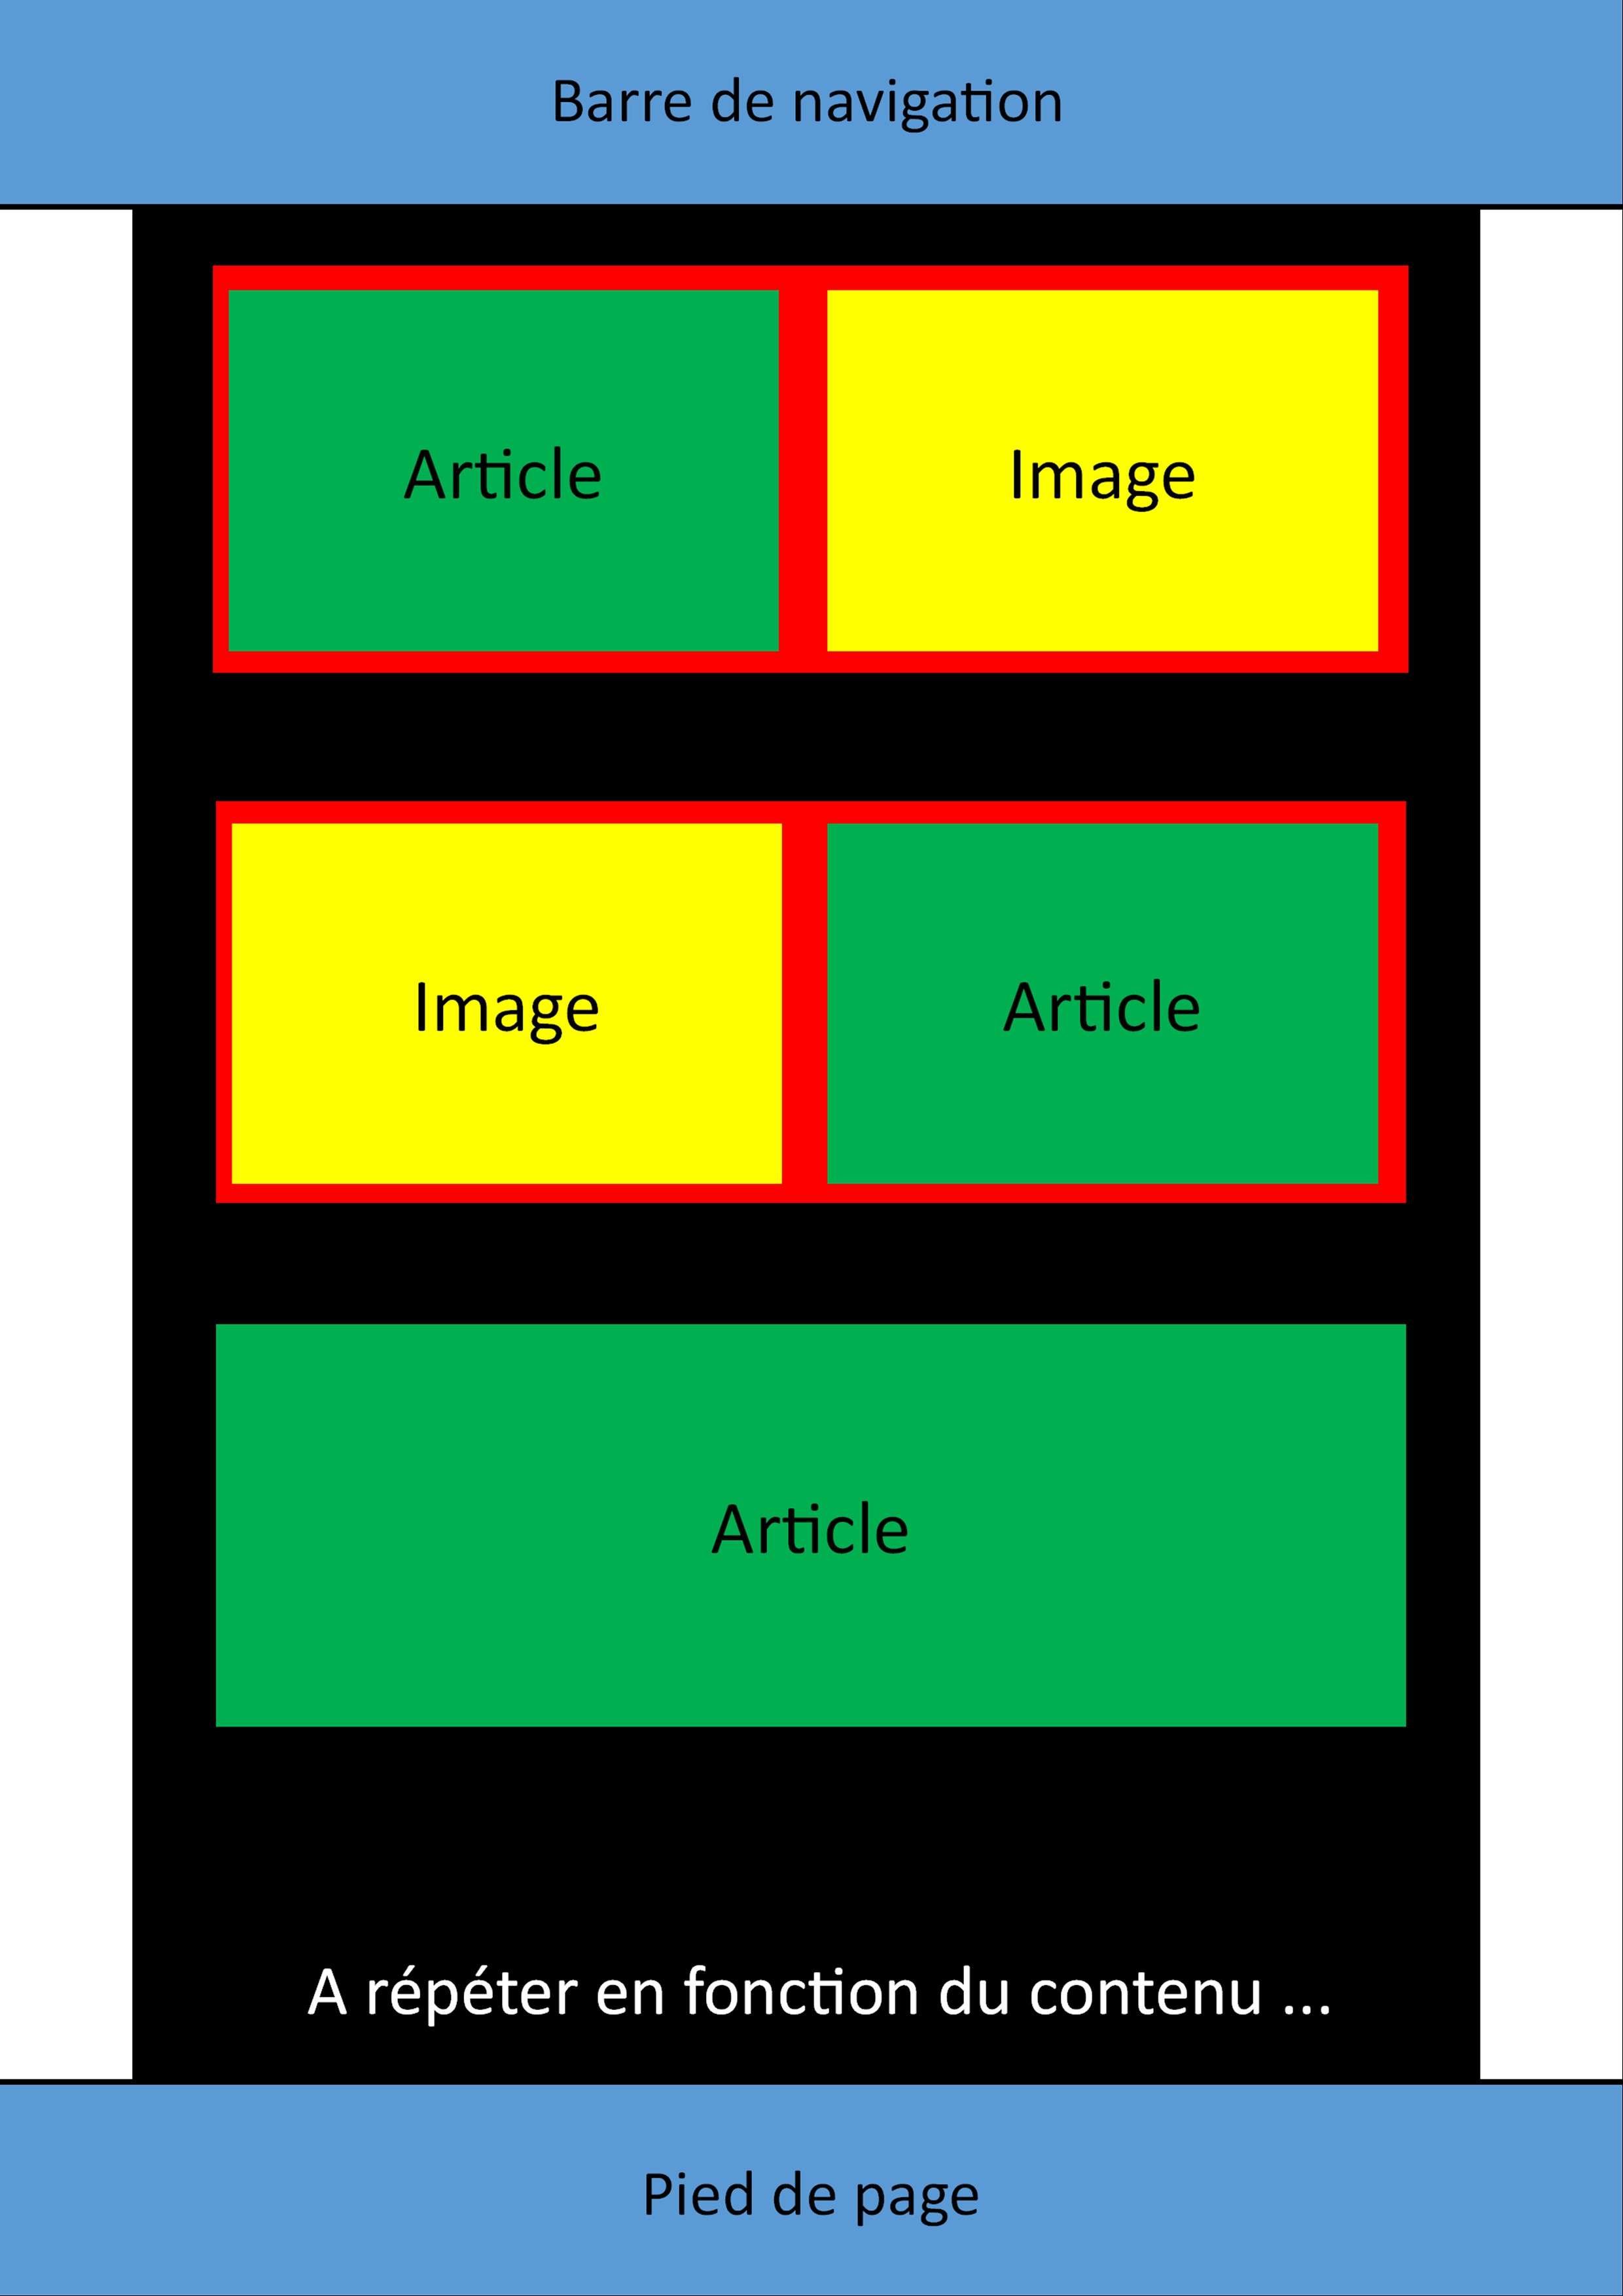 Barre de navigation
Article
Image
Image
Article
Article
A répéter en fonction du contenu ...
Pied de page